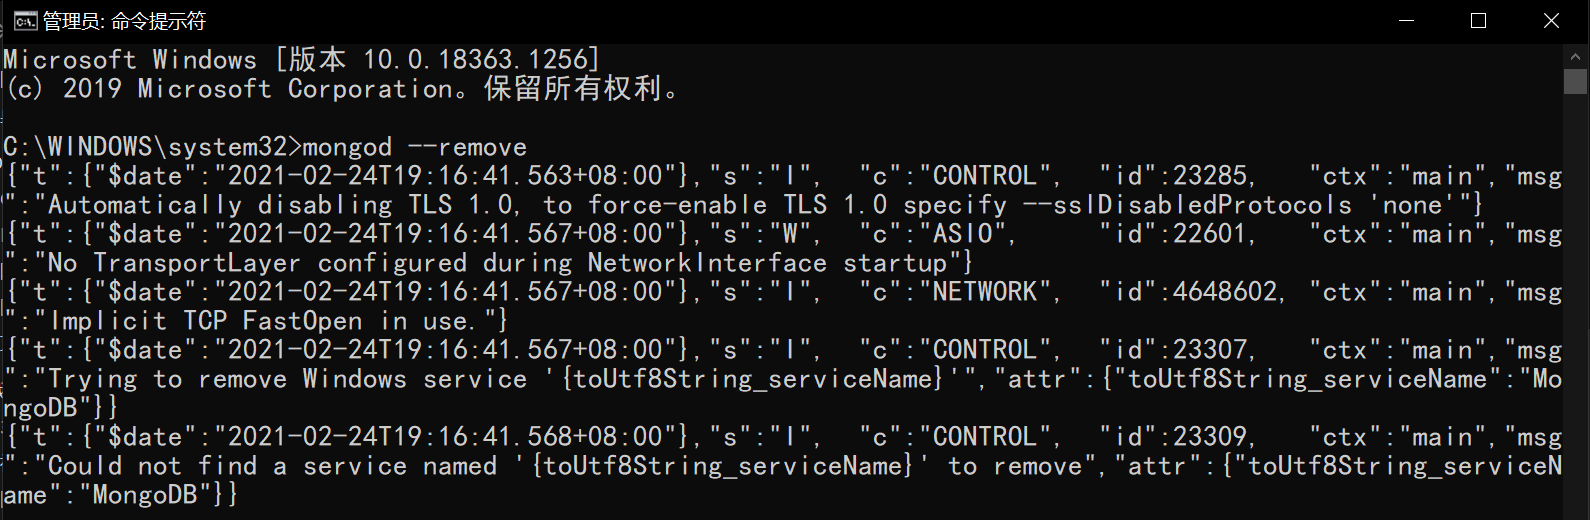 管理员: 命令提示符
Microsoft Windows [版本 10.0.18363.1256]
(c) 2019 Microsoft Corporation。保留所有权利。
C:\WINDOWS\system32>mongod --remove
{"t":{"$date":"2021-02-24T19:16:41.563+08:00"},"s":"I",  "c":"CONTROL",  "id":23285,   "ctx":"main","msg
":"Automatically disabling TLS 1.0, to force-enable TLS 1.0 specify --sslDisabledProtocols 'none'"}
{"t":{"$date":"2021-02-24T19:16:41.567+08:00"},"s":"W",  "c":"ASIO",     "id":22601,   "ctx":"main","msg
":"No TransportLayer configured during NetworkInterface startup"}
{"t":{"$date":"2021-02-24T19:16:41.567+08:00"},"s":"I",  "c":"NETWORK",  "id":4648602, "ctx":"main","msg
":"Implicit TCP FastOpen in use."}
{"t":{"$date":"2021-02-24T19:16:41.567+08:00"},"s":"I",  "c":"CONTROL",  "id":23307,   "ctx":"main","msg
":"Trying to remove Windows service '{toUtf8String_serviceName}'","attr":{"toUtf8String_serviceName":"Mo
ngoDB"}}
{"t":{"$date":"2021-02-24T19:16:41.568+08:00"},"s":"I",  "c":"CONTROL",  "id":23309,   "ctx":"main","msg
":"Could not find a service named '{toUtf8String_serviceName}' to remove","attr":{"toUtf8String_serviceN
ame":"MongoDB"}}